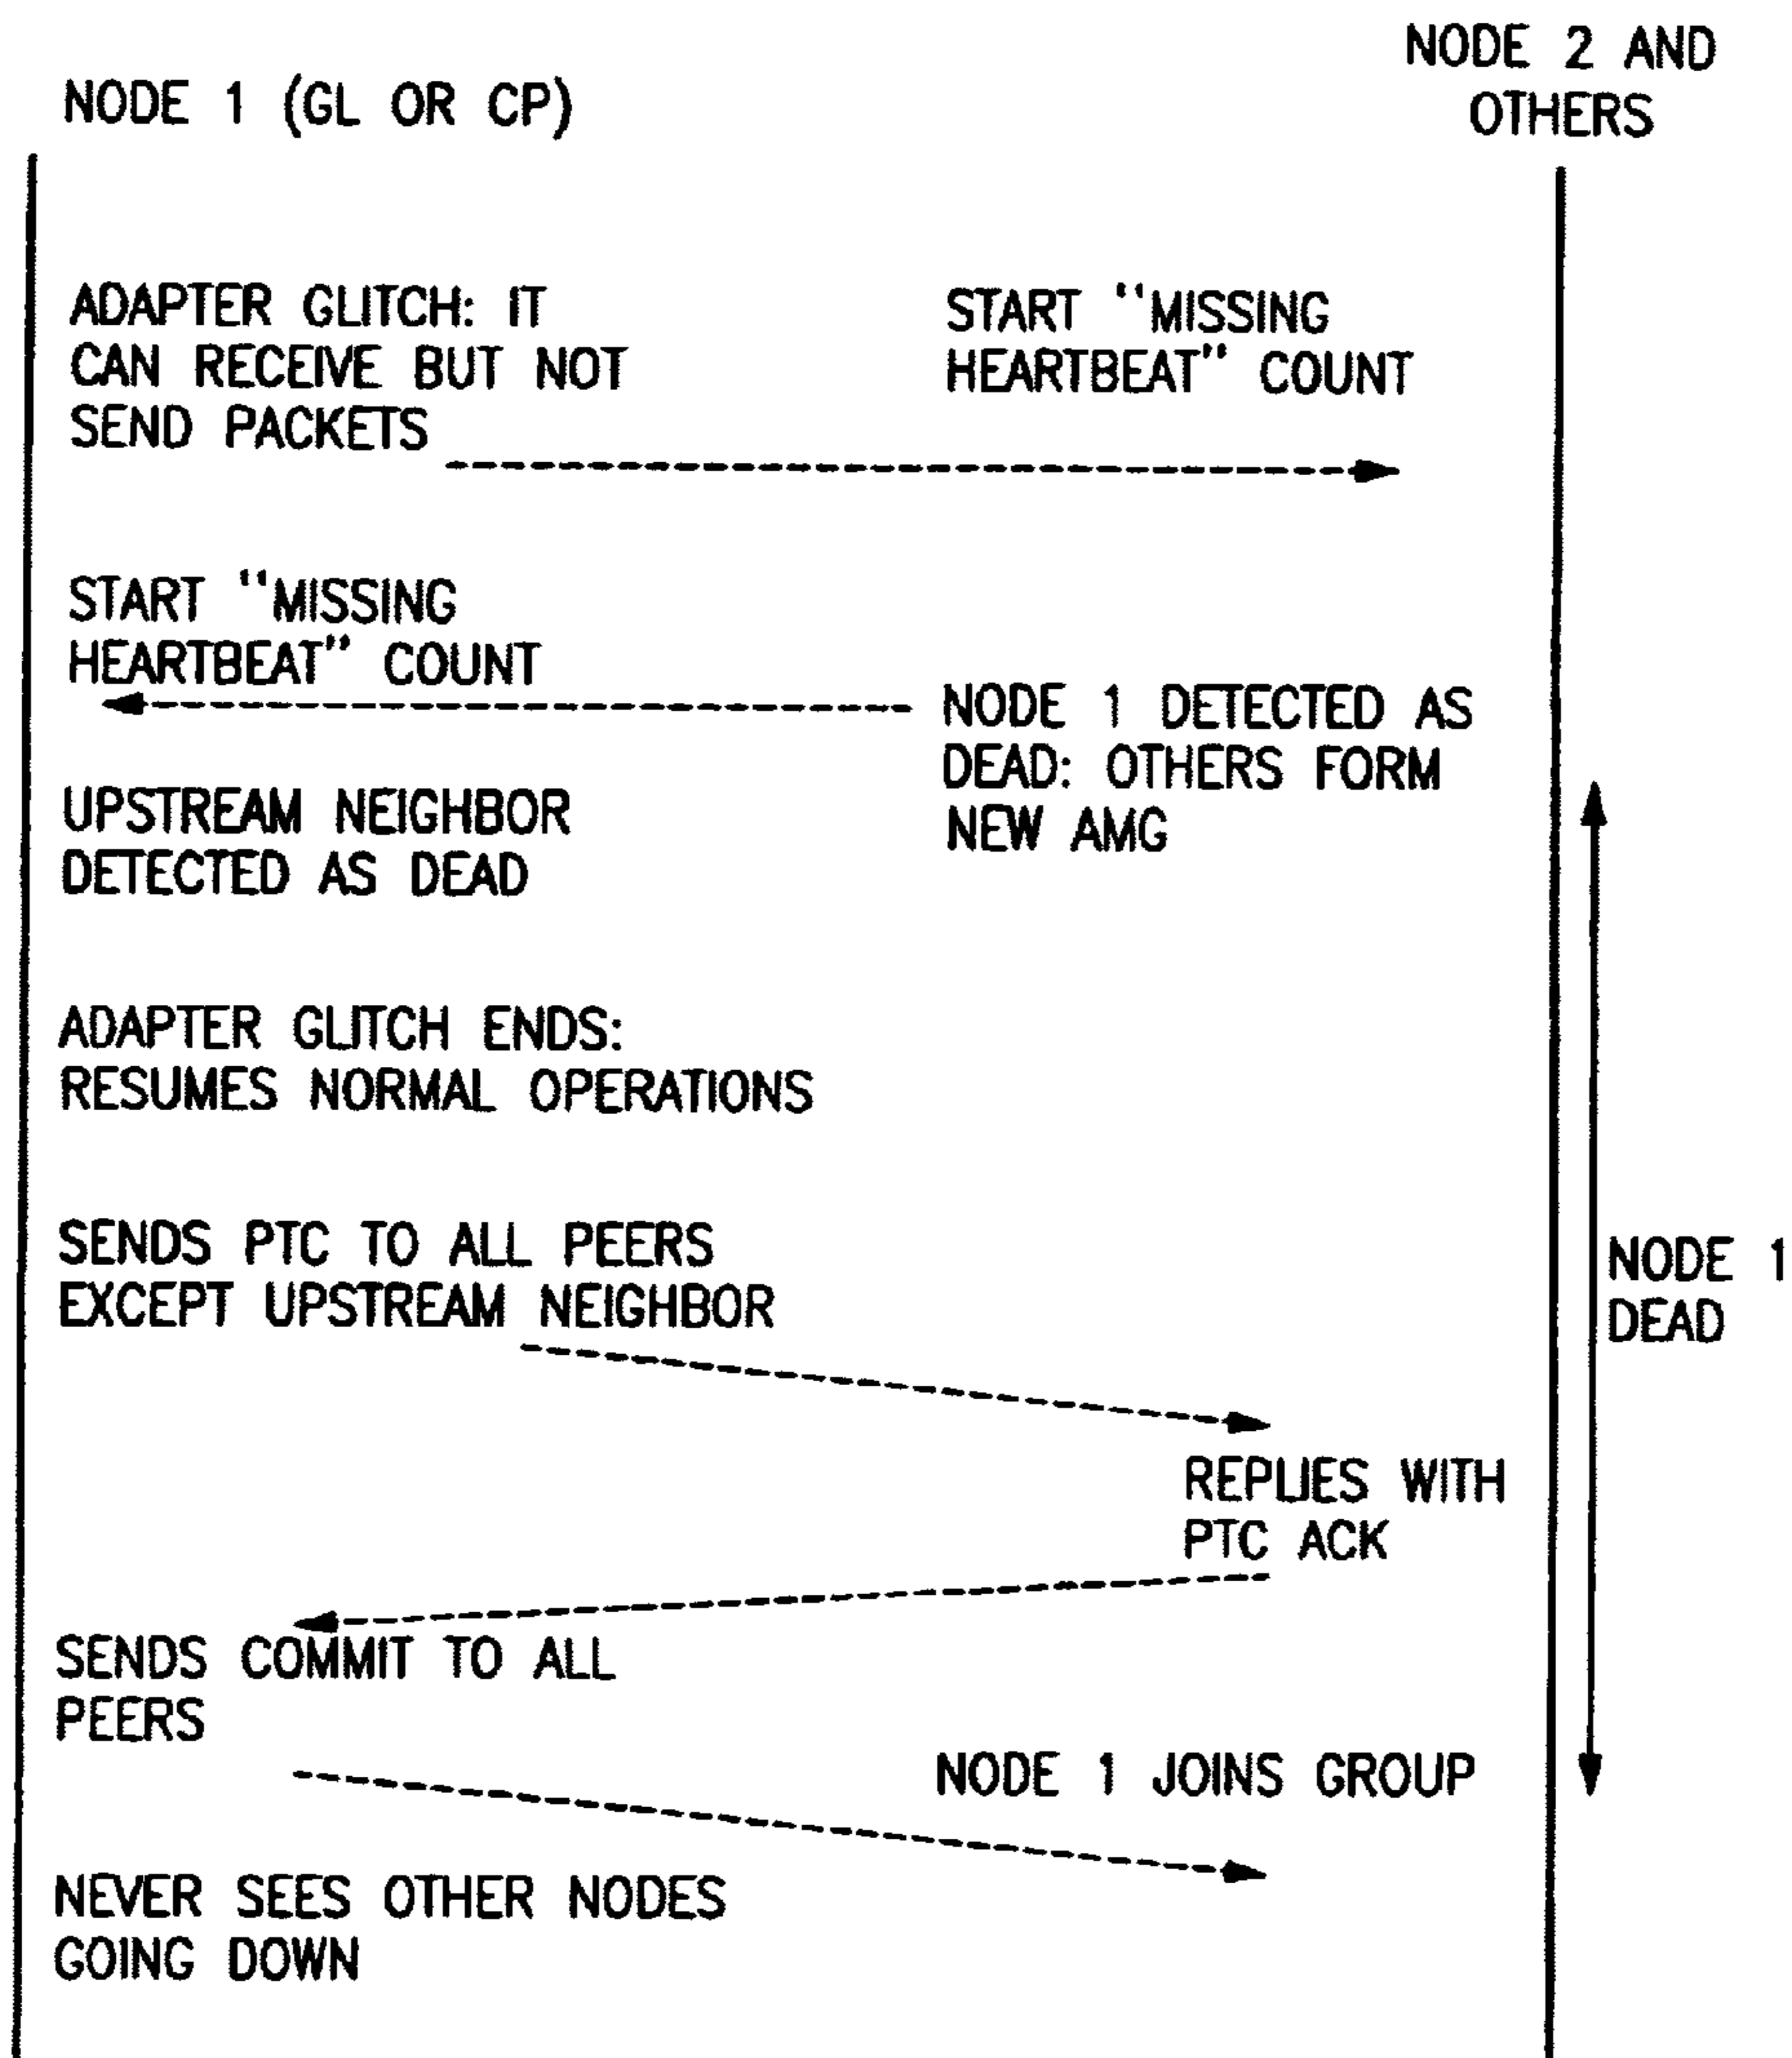 NODE 2 AND
OTHERS
NODE 1 (GL OR CP)
ADAPTER GLITCH: IT
CAN RECEIVE BUT NOT
SEND PACKETS
START "MISSING
HEARTBEAT" COUNT
START "MISSING
HEARTBEAT" COUNT
NODE 1 DETECTED AS
DEAD: OTHERS FORM
NEW AMG
UPSTREAM NEIGHBOR
DETECTED AS DEAD
ADAPTER GLITCH ENDS:
RESUMES NORMAL OPERATIONS
SENDS PTC TO ALL PEERS
EXCEPT UPSTREAM NEIGHBOR
NODE 1
DEAD
REPLIES WITH
PTC ACK
SENDS COMMIT TO ALL
PEERS
NODE 1 JOINS GROUP
NEVER SEES OTHER NODES
GOING DOWN